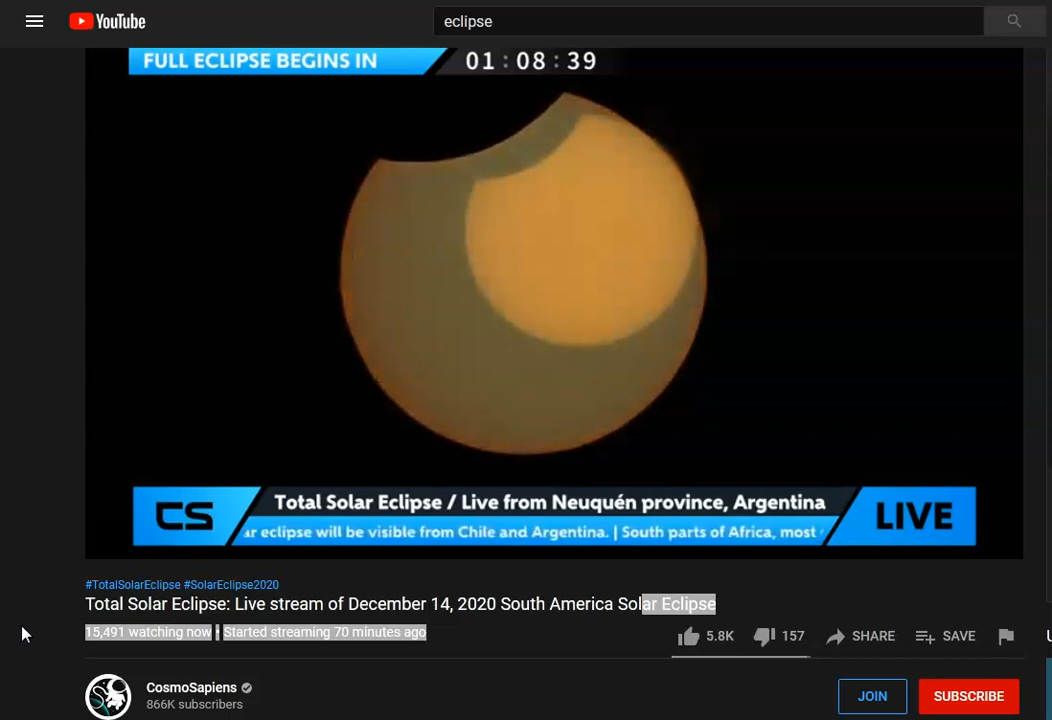 YouTube
eclipse
FULL ECLIPSE BEGINS IN 01 : 08 : 39
CS
Total Solar Eclipse / Live from Neuquén province, Argentina
ar eclipse will be visible from Chile and Argentina. | South parts of Africa, most
LIVE
#TotalSolarEclipse #SolarEclipse2020
Total Solar Eclipse: Live stream of December 14, 2020 South America Solar Eclipse
15,491 watching now • Started streaming 70 minutes ago
5.8K 157 SHARE SAVE
CosmoSapiens
866K subscribers
JOIN SUBSCRIBE